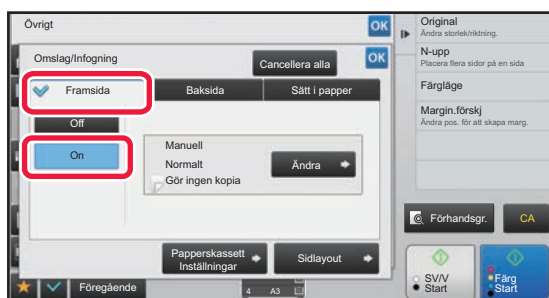 Övrigt
OK
Omslag/Infogning
Cancellera alla
OK
Framsida
Baksida
Sätt i papper
Off
On
Manuell
Normalt
Gör ingen kopia
Ändra
Papperskassett
Inställningar
Sidlayout
Föregående
4
A3
Original
Ändra storlek/riktning.
N-upp
Placera flera sidor på en sida
Färgläge
Margin.förskj
Ändra pos. för att skapa marg.
Förhandsgr.
CA
SV/V
Start
Färg
Start